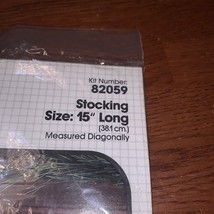 Kit Number:
82059
Stocking
Size: 15" Long
(38.1 cm.)
Measured Diagonally